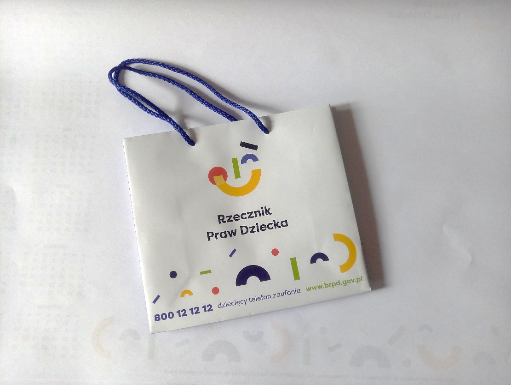 Rzecznik
Praw Dziecka
800 12 12 12 dziecięcy telefon zaufania www.brpd.gov.pl